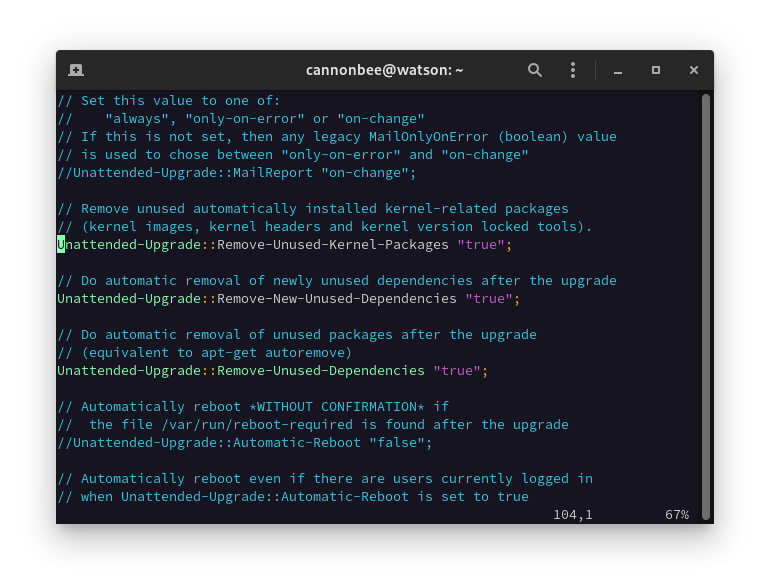 cannonbee@watson: ~
// Set this value to one of:
//    "always", "only-on-error" or "on-change"
// If this is not set, then any legacy MailOnlyOnError (boolean) value
// is used to chose between "only-on-error" and "on-change"
//Unattended-Upgrade::MailReport "on-change";
// Remove unused automatically installed kernel-related packages
// (kernel images, kernel headers and kernel version locked tools).
Unattended-Upgrade::Remove-Unused-Kernel-Packages "true";
// Do automatic removal of newly unused dependencies after the upgrade
Unattended-Upgrade::Remove-New-Unused-Dependencies "true";
// Do automatic removal of unused packages after the upgrade
// (equivalent to apt-get autoremove)
Unattended-Upgrade::Remove-Unused-Dependencies "true";
// Automatically reboot *WITHOUT CONFIRMATION* if
//  the file /var/run/reboot-required is found after the upgrade
//Unattended-Upgrade::Automatic-Reboot "false";
// Automatically reboot even if there are users currently logged in
// when Unattended-Upgrade::Automatic-Reboot is set to true
104,1         67%